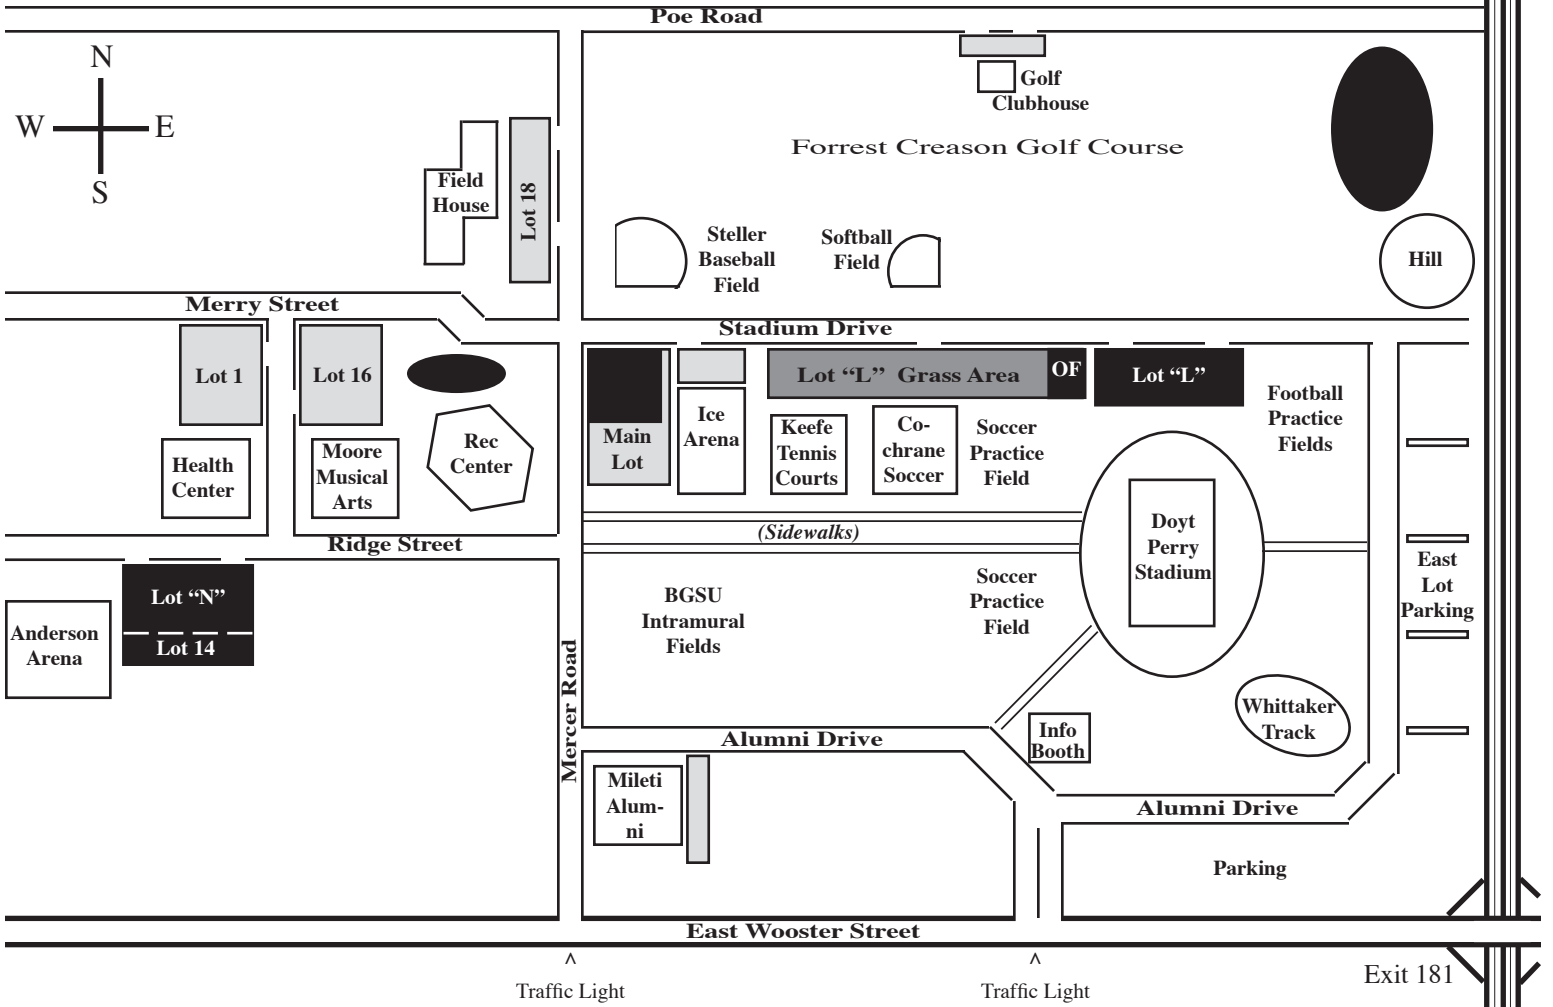 Poe Road
N
W
E
S
Golf
Clubhouse
Forrest Creason Golf Course
Field
House
Lot 18
Steller
Baseball
Field
Softball
Field
Hill
Merry Street
Stadium Drive
Lot 1
Lot 16
Rec
Center
Health
Center
Moore
Musical
Arts
Main
Lot
Ice
Arena
Lot “L” Grass Area
OF
Lot “L”
Keefe
Tennis
Courts
Co-
chrane
Soccer
Soccer
Practice
Field
Football
Practice
Fields
(Sidewalks)
Ridge Street
Doyt
Perry
Stadium
East
Lot
Parking
Lot “N”
Lot 14
Anderson
Arena
BGSU
Intramural
Fields
Soccer
Practice
Field
Mercer Road
Whittaker
Track
Info
Booth
Alumni Drive
Mileti
Alum-
ni
Alumni Drive
Parking
East Wooster Street
^
^
Traffic Light
Traffic Light
Exit 181